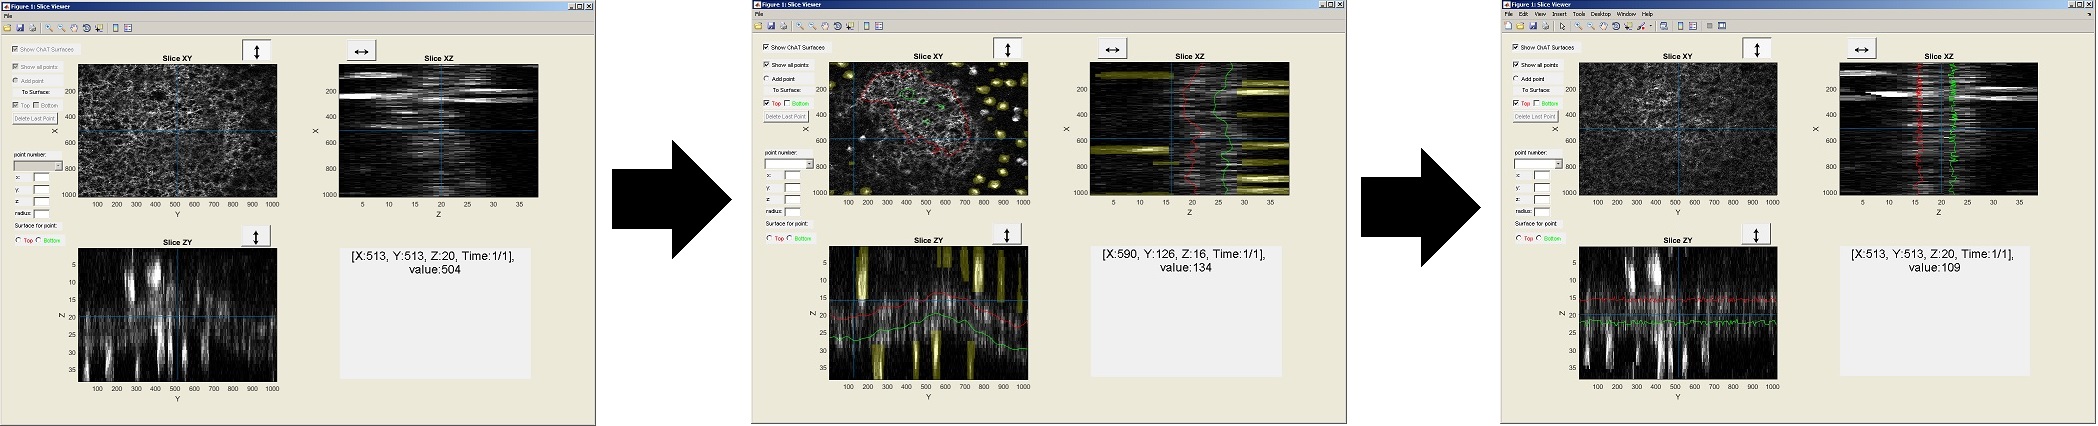 Figure 1: Slice Viewer
File
Show ChAT Surfaces
Show all points
Add point
To Surface:
Top Bottom
Delete Last Point
point number:
x:
y:
z:
radius:
Surface for point:
Top Bottom
Slice XY
200
400
600
800
1000
X
100 200 300 400 500 600 700 800 900 1000
Y
Slice XZ
200
400
600
800
1000
X
5 10 15 20 25 30 35
Z
Slice ZY
5
10
15
20
25
30
35
Z
100 200 300 400 500 600 700 800 900 1000
Y
[X:513, Y:513, Z:20, Time:1/1],
value:504
Figure 1: Slice Viewer
File
Show ChAT Surfaces
Show all points
Add point
To Surface:
Top Bottom
Delete Last Point
point number:
x:
y:
z:
radius:
Surface for point:
Top Bottom
Slice XY
200
400
600
800
1000
X
100 200 300 400 500 600 700 800 900 1000
Y
Slice XZ
200
400
600
800
1000
X
5 10 15 20 25 30 35
Z
Slice ZY
5
10
15
20
25
30
35
Z
100 200 300 400 500 600 700 800 900 1000
Y
[X:590, Y:126, Z:16, Time:1/1],
value:134
Figure 1: Slice Viewer
File Edit View Insert Tools Desktop Window Help
Show ChAT Surfaces
Show all points
Add point
To Surface:
Top Bottom
Delete Last Point
point number:
x:
y:
z:
radius:
Surface for point:
Top Bottom
Slice XY
200
400
600
800
1000
X
100 200 300 400 500 600 700 800 900 1000
Y
Slice XZ
200
400
600
800
1000
X
5 10 15 20 25 30 35
Z
Slice ZY
5
10
15
20
25
30
35
Z
100 200 300 400 500 600 700 800 900 1000
Y
[X:513, Y:513, Z:20, Time:1/1],
value:109